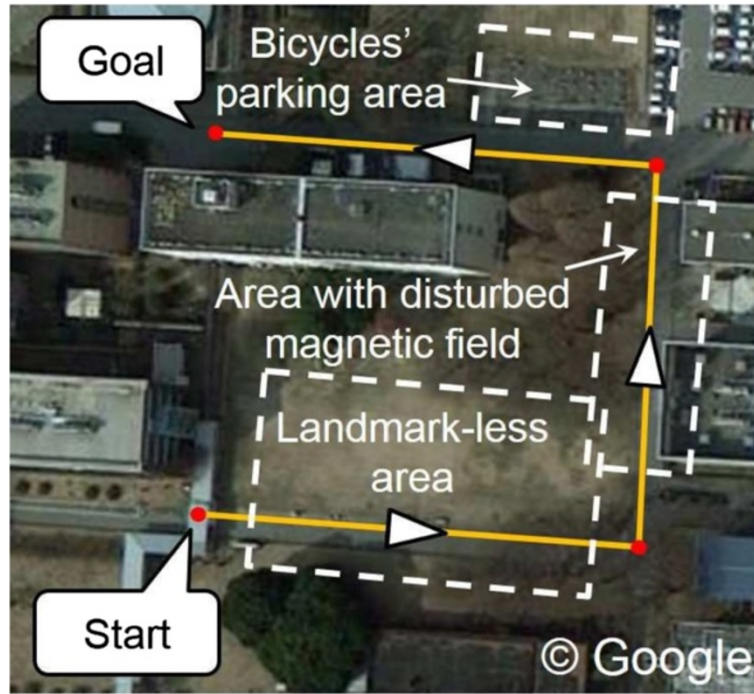 Goal
Bicycles'
parking area
Area with disturbed
magnetic field
Landmark-less
area
Start
© Google